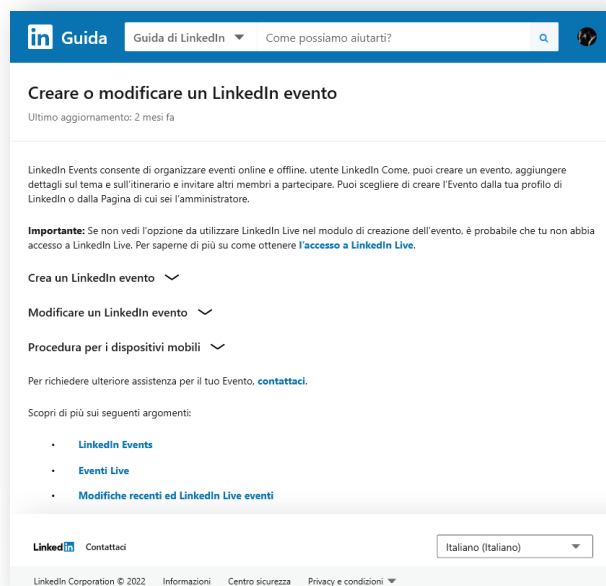 in Guida Guida di LinkedIn Come possiamo aiutarti?
Creare o modificare un LinkedIn evento
Ultimo aggiornamento: 2 mesi fa
LinkedIn Events consente di organizzare eventi online e offline. utente LinkedIn Come, puoi creare un evento, aggiungere
dettagli sul tema e sull'itinerario e invitare altri membri a partecipare. Puoi scegliere di creare l'Evento dalla tua profilo di
LinkedIn o dalla Pagina di cui sei l'amministratore.
Importante: Se non vedi l'opzione da utilizzare LinkedIn Live nel modulo di creazione dell'evento, è probabile che tu non abbia
accesso a LinkedIn Live. Per saperne di più su come ottenere l'accesso a LinkedIn Live.
Crea un LinkedIn evento
Modificare un LinkedIn evento
Procedura per i dispositivi mobili
Per richiedere ulteriore assistenza per il tuo Evento, contattaci.
Scopri di più sui seguenti argomenti:
• LinkedIn Events
• Eventi Live
• Modifiche recenti ed LinkedIn Live eventi
LinkedIn Contattaci Italiano (Italiano)
LinkedIn Corporation © 2022 Informazioni Centro sicurezza Privacy e condizioni